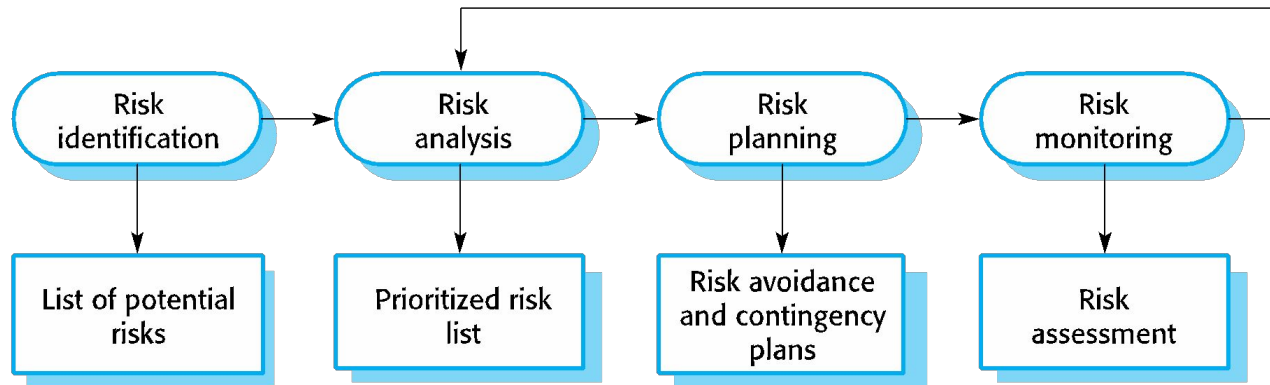 Risk
identification
Risk
analysis
Risk
planning
Risk
monitoring
List of potential
risks
Prioritized risk
list
Risk avoidance
and contingency
plans
Risk
assessment